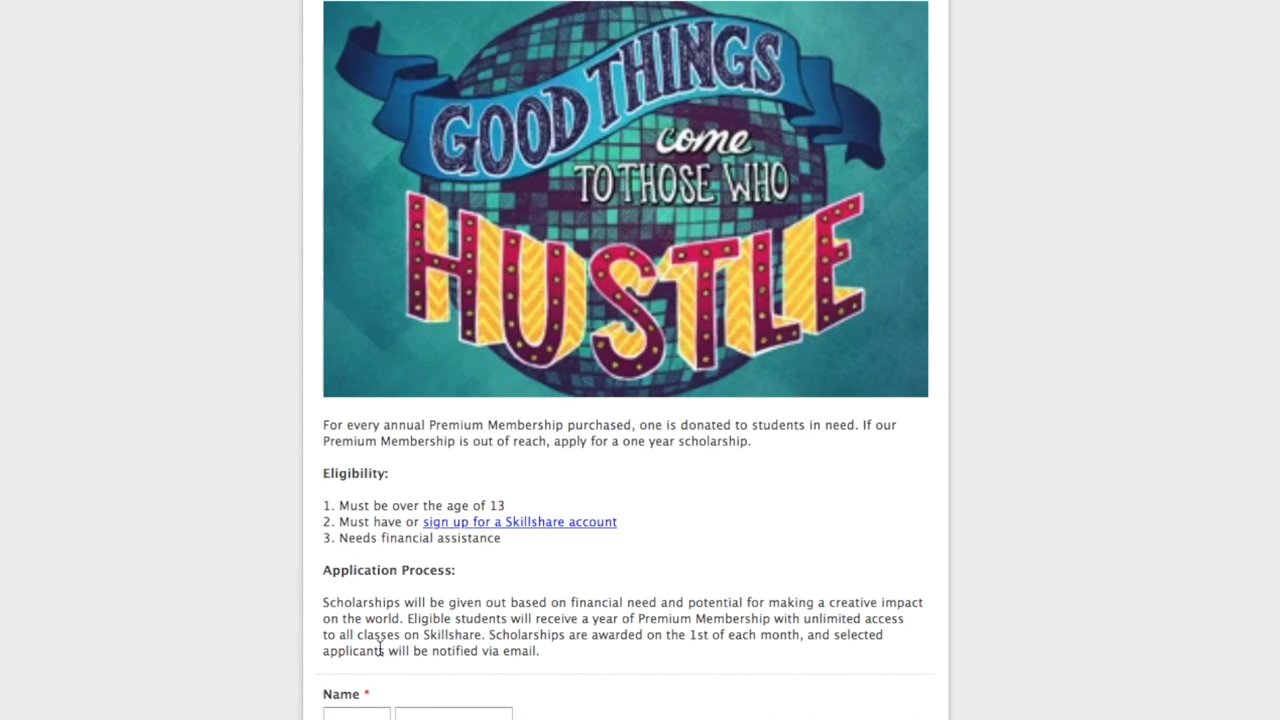 GOOD THINGS
come
TO THOSE WHO
HUSTLE
For every annual Premium Membership purchased, one is donated to students in need. If our
Premium Membership is out of reach, apply for a one year scholarship.
Eligibility:
1. Must be over the age of 13
2. Must have or sign up for a Skillshare account
3. Needs financial assistance
Application Process:
Scholarships will be given out based on financial need and potential for making a creative impact
on the world. Eligible students will receive a year of Premium Membership with unlimited access
to all classes on Skillshare. Scholarships are awarded on the 1st of each month, and selected
applicants will be notified via email.
Name *